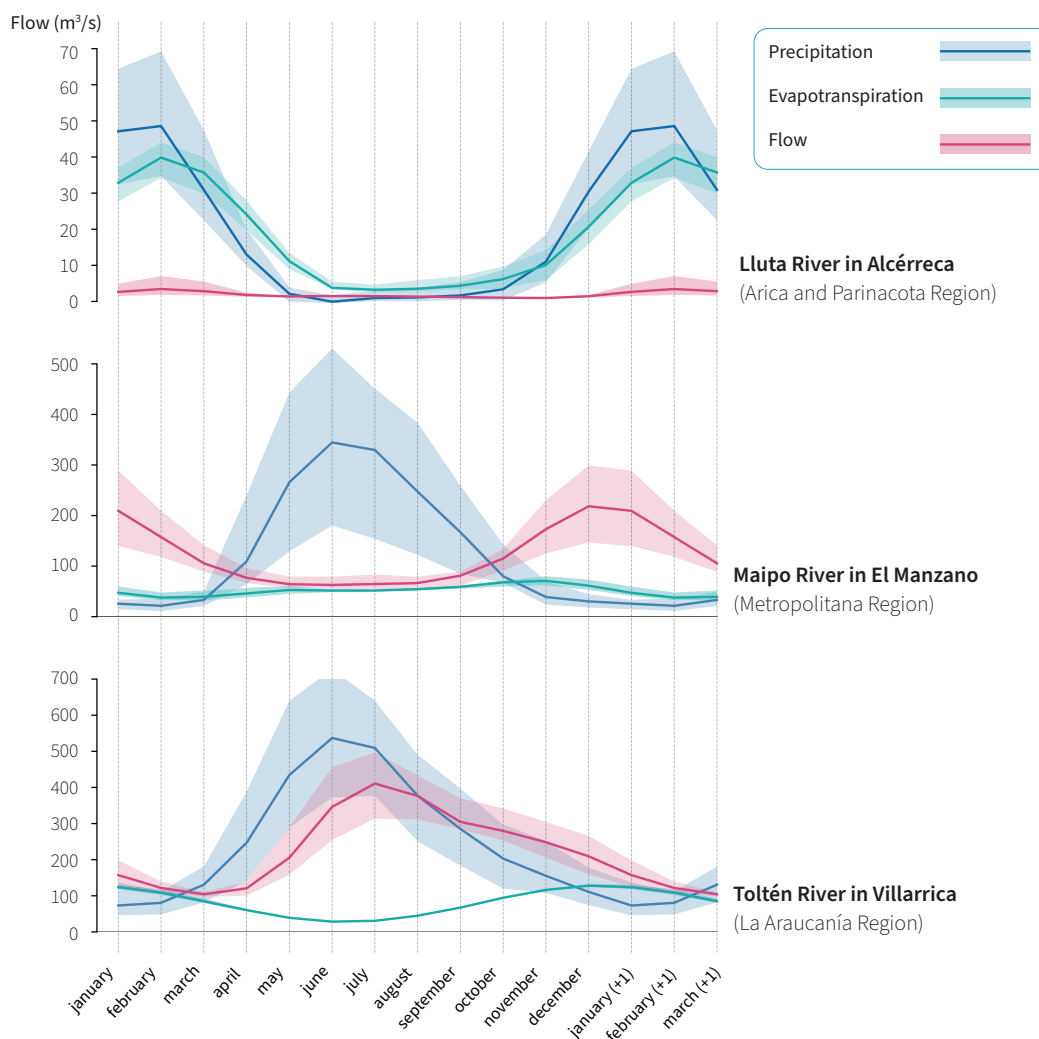 Flow (m³/s)
70
60
50
40
30
20
10
0
Precipitation
Evapotranspiration
Flow
Lluta River in Alcérreca
(Arica and Parinacota Region)
500
400
300
200
100
0
Maipo River in El Manzano
(Metropolitana Region)
700
600
500
400
300
200
100
0
Toltén River in Villarrica
(La Araucanía Region)
january
february
march
april
may
june
july
august
september
october
november
december
january (+1)
february (+1)
march (+1)